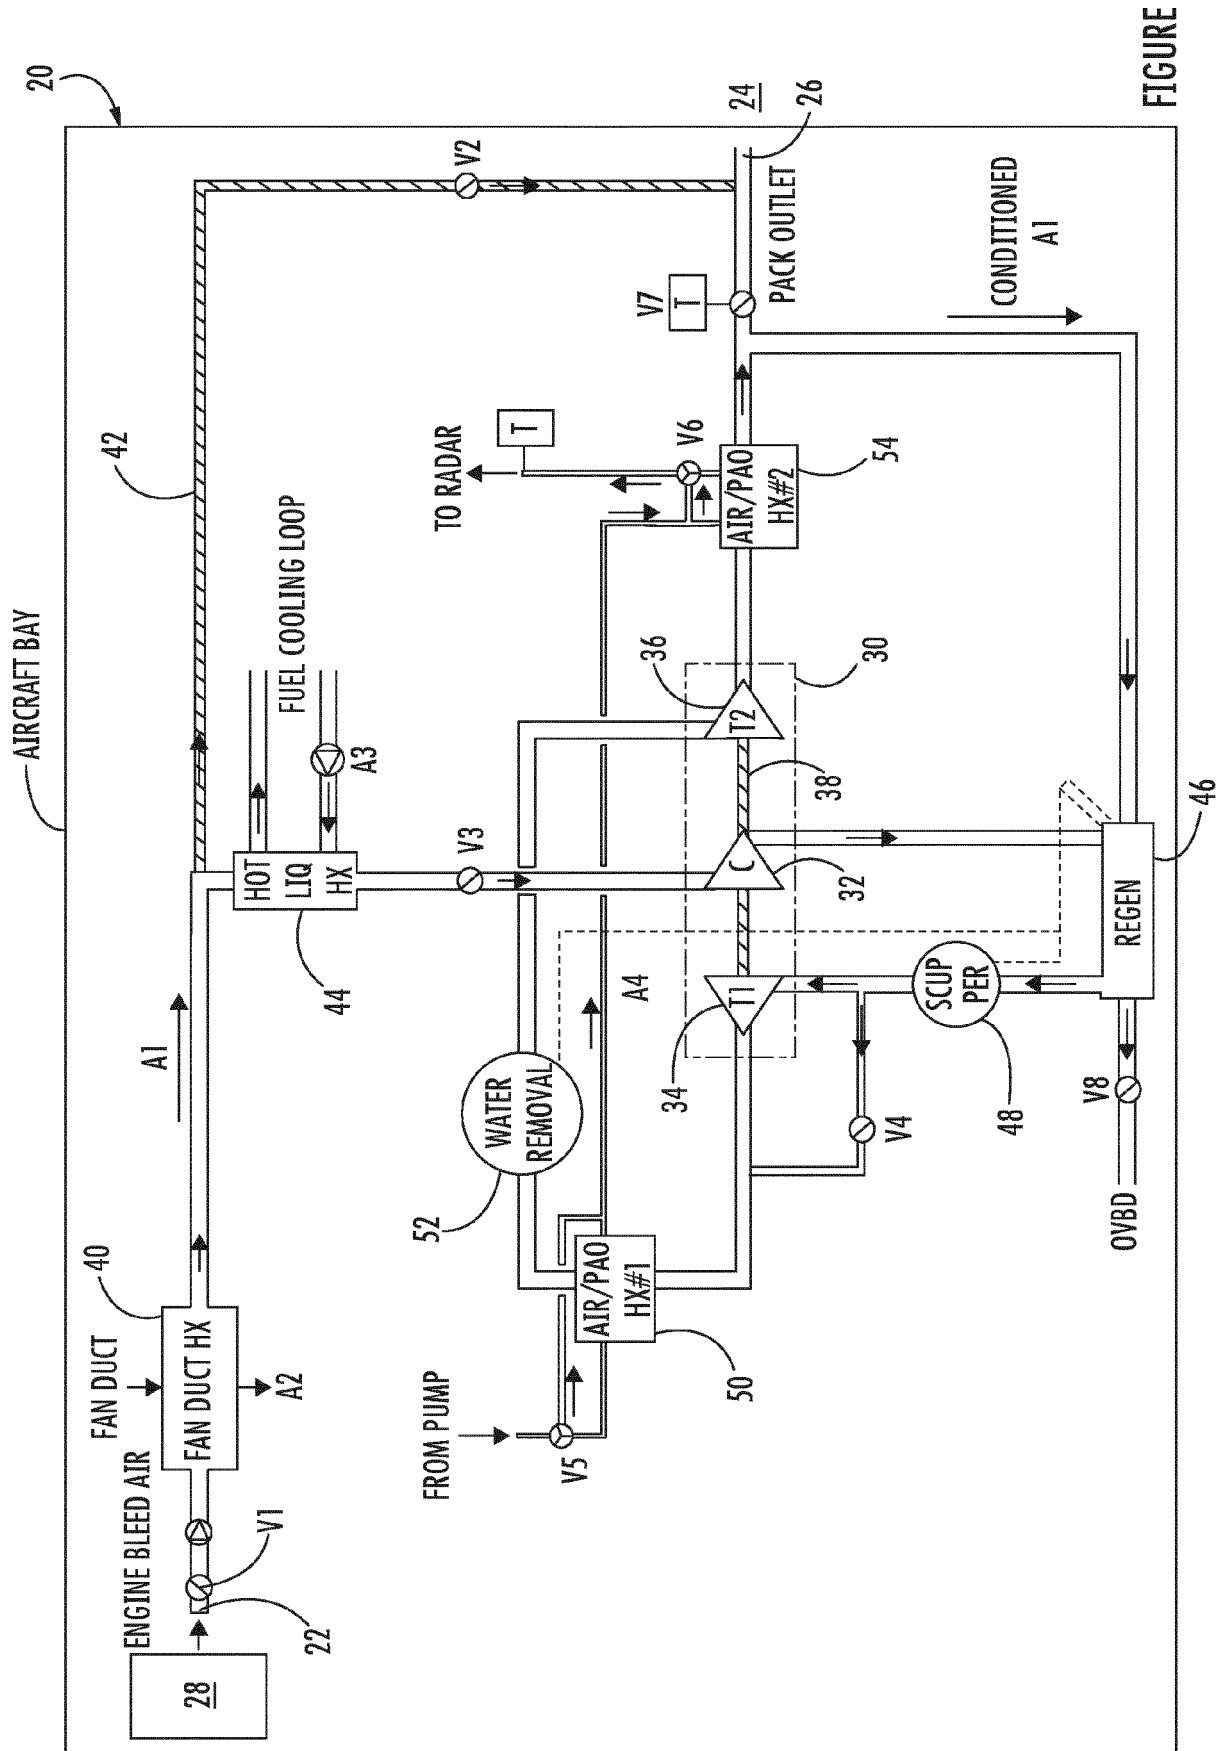 FIGURE
AIRCRAFT BAY
20
28
22
ENGINE BLEED AIR
V1
FAN DUCT
FAN DUCT HX
40
A2
A1
42
HOT
LIQ
HX
44
FUEL COOLING LOOP
A3
V2
V3
FROM PUMP
V5
AIR/PAO
HX#1
50
WATER
REMOVAL
52
A4
TO RADAR
T
V6
AIR/PAO
HX#2
54
V7
T
24
26
PACK OUTLET
34
T1
C
32
38
T2
36
30
V4
SCUP
PER
48
REGEN
46
V8
OVBD
CONDITIONED
A1